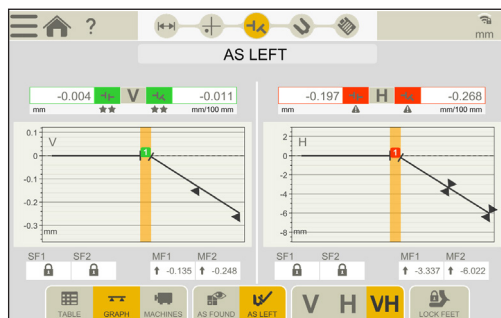 ?
mm
AS LEFT
-0.004 V -0.011
mm mm/100 mm
-0.197 H -0.268
mm mm/100 mm
V
0.1
0
-0.1
-0.2
-0.3
mm
1
H
2
0
-2
-4
-6
-8
mm
1
SF1 SF2 MF1 MF2
-0.135 -0.248
SF1 SF2 MF1 MF2
-3.337 -6.022
TABLE GRAPH MACHINES AS FOUND AS LEFT V H VH LOCK FEET